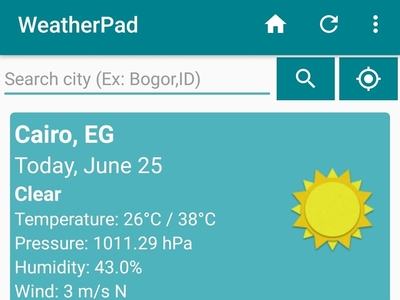 WeatherPad
Search city (Ex: Bogor,ID)
Cairo, EG
Today, June 25
Clear
Temperature: 26°C / 38°C
Pressure: 1011.29 hPa
Humidity: 43.0%
Wind: 3 m/s N